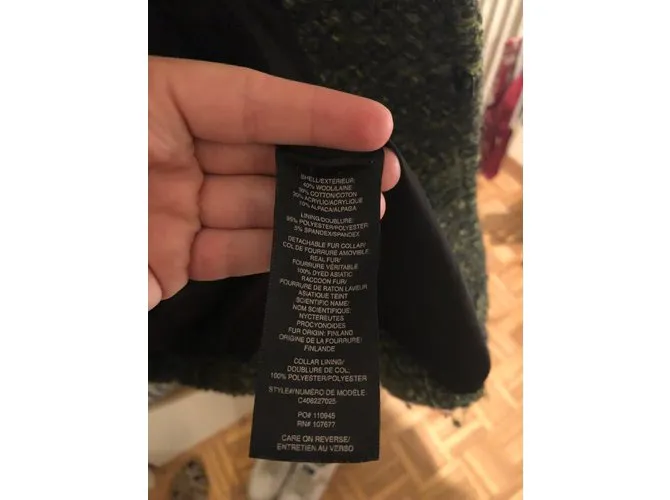 SHELL/EXTERIEUR:
40% WOOL/LAINE
30% COTTON/COTON
20% ACRYLIC/ACRYLIQUE
10% ALPACA/ALPAGA
LINING/DOUBLURE:
95% POLYESTER/POLYESTER
5% SPANDEX/SPANDEX
DETACHABLE FUR COLLAR/
COL DE FOURRURE AMOVIBLE:
REAL FUR/
FOURRURE VÉRITABLE
100% DYED ASIATIC
RACCOON FUR/
FOURRURE DE RATON LAVEUR
ASIATIQUE TEINT
SCIENTIFIC NAME/
NOM SCIENTIFIQUE:
NYCTEREUTES
PROCYONOIDES
FUR ORIGIN: FINLAND
ORIGINE DE LA FOURRURE/
FINLANDE
COLLAR LINING/
DOUBLURE DE COL:
100% POLYESTER/POLYESTER
STYLE#/NUMÉRO DE MODÈLE:
C406227025
PO# 110945
RN# 107677
CARE ON REVERSE/
ENTRETIEN AU VERSO